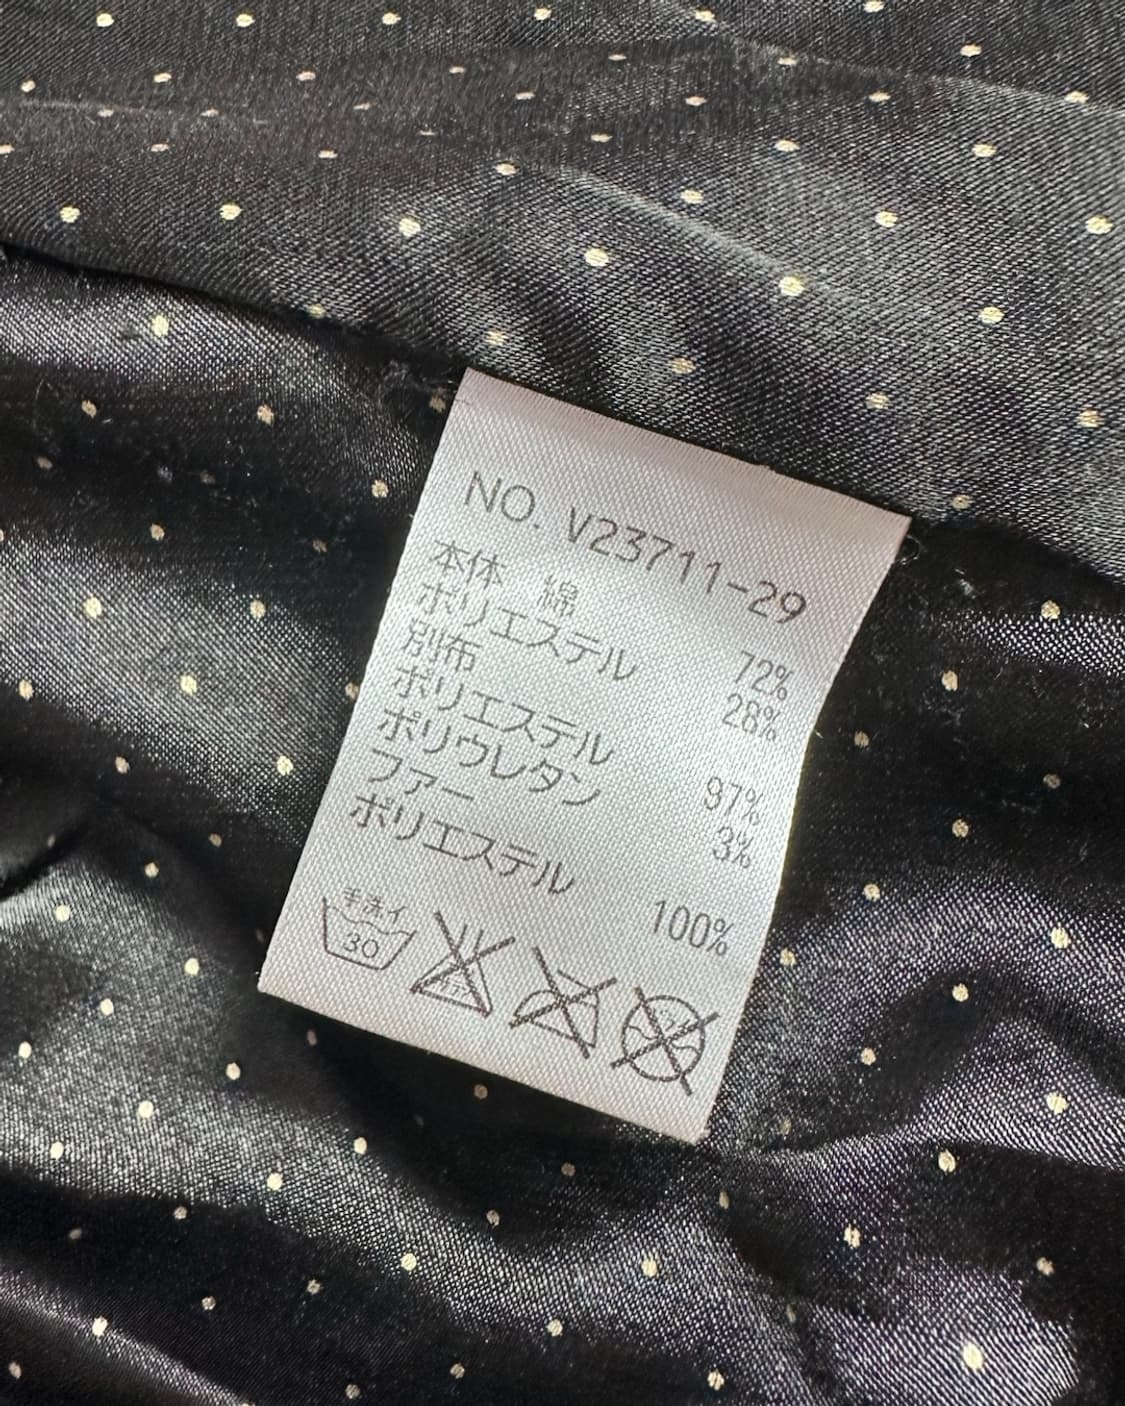 NO. V23711-29
本体 綿 72%
ポリエステル 28%
別布
ポリエステル 97%
ポリウレタン 3%
ファー
ポリエステル 100%
手洗イ
30